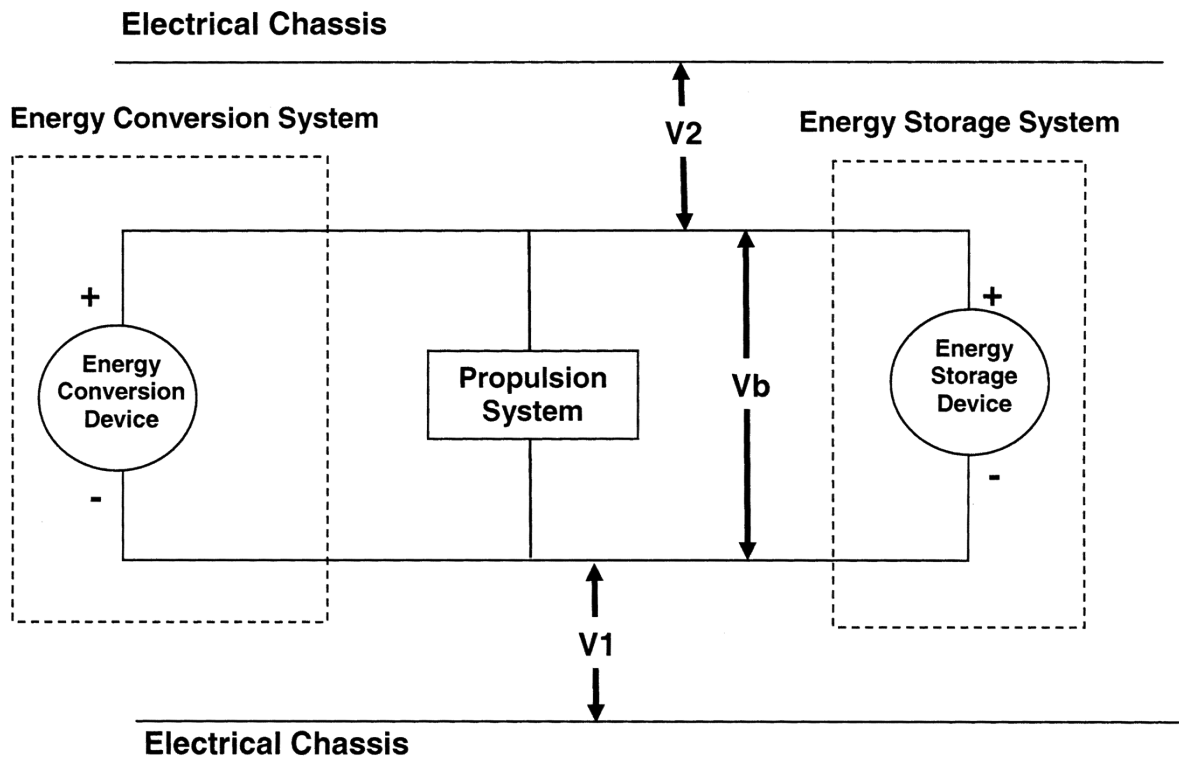 Electrical Chassis
Energy Conversion System
V2
Energy Storage System
+
Energy
Conversion
Device
-
Propulsion
System
Vb
+
Energy
Storage
Device
-
V1
Electrical Chassis